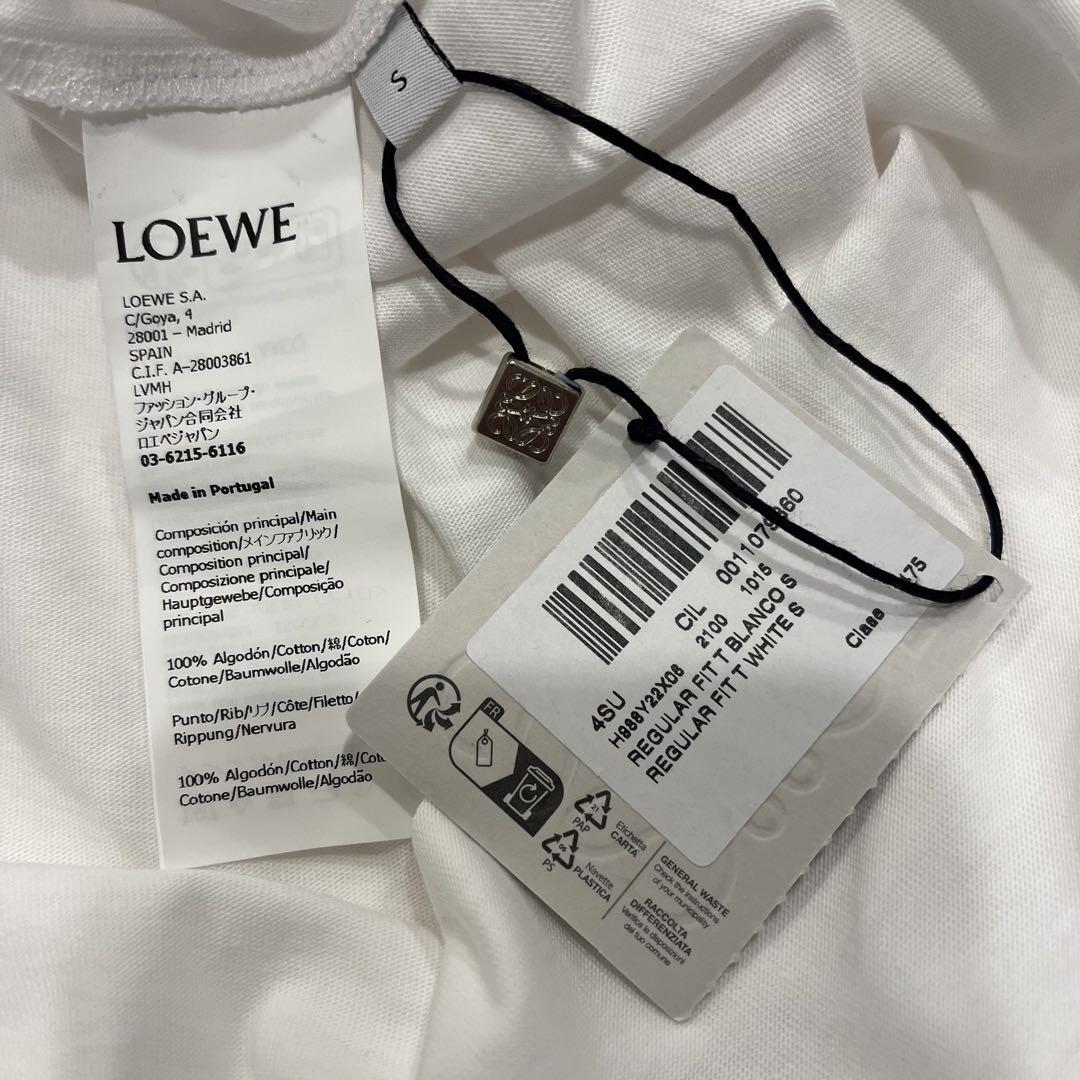 S
LOEWE
LOEWE S.A.
C/Goya, 4
28001 – Madrid
SPAIN
C.I.F. A–28003861
LVMH
ファッション・グループ・
ジャパン合同会社
ロエベジャパン
03-6215-6116
Made in Portugal
Composición principal/Main
composition/メインファブリック/
Composition principal/
Composizione principale/
Hauptgewebe/Composição
principal
100% Algodón/Cotton/綿/Coton/
Cotone/Baumwolle/Algodão
Punto/Rib/リブ/Côte/Filetto/
Rippung/Nervura
100% Algodón/Cotton/綿/Coto
Cotone/Baumwolle/Algodão
CIL
4SU 2100 1015
H988Y22X06
REGULAR FIT T BLANCO S
REGULAR FIT T WHITE S
Class
FR
21
PAP
Etichetta
CARTA
06
PS
Navette
PLASTICA
GENERAL WASTE
Check the instructions
of your municipality
RACCOLTA
DIFFERENZIATA
Verifica le disposizioni
del tuo comune